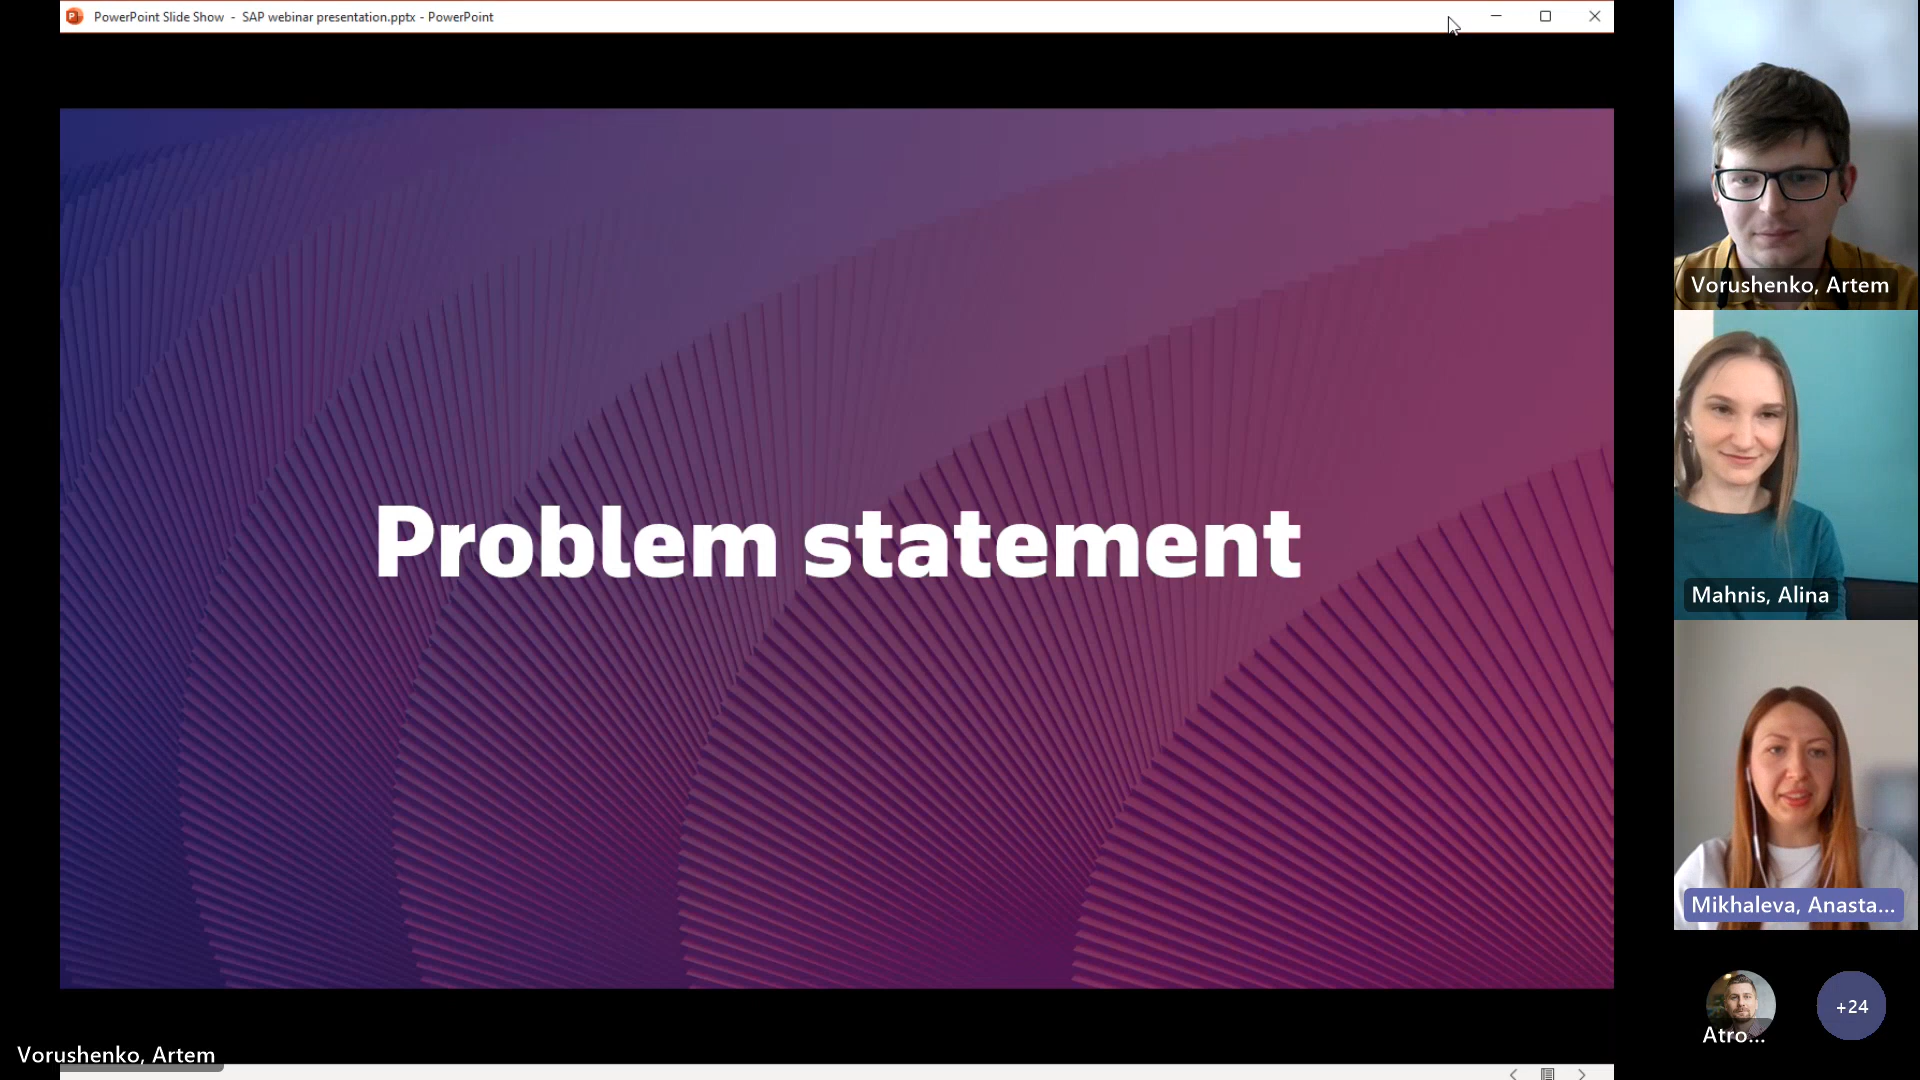 PowerPoint Slide Show - SAP webinar presentation.pptx - PowerPoint
Problem statement
Vorushenko, Artem
Mahnis, Alina
Mikhaleva, Anasta...
Atro...
+24
Vorushenko, Artem